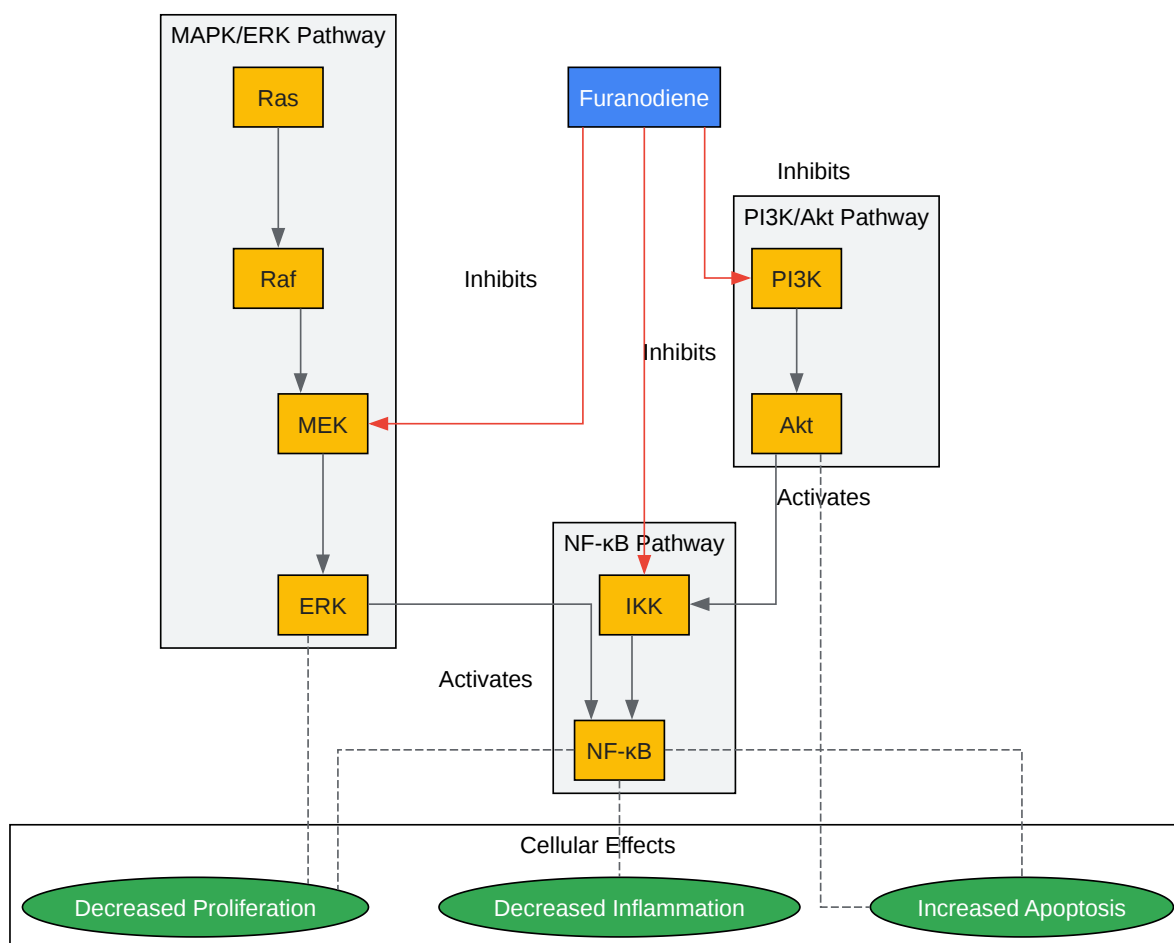 MAPK/ERK Pathway
Ras
Furanodiene
Inhibits
PI3K/Akt Pathway
Raf
Inhibits
PI3K
Inhibits
MEK
Akt
Activates
NF-κB Pathway
ERK
IKK
Activates
NF-κB
Cellular Effects
Decreased Proliferation
Decreased Inflammation
Increased Apoptosis